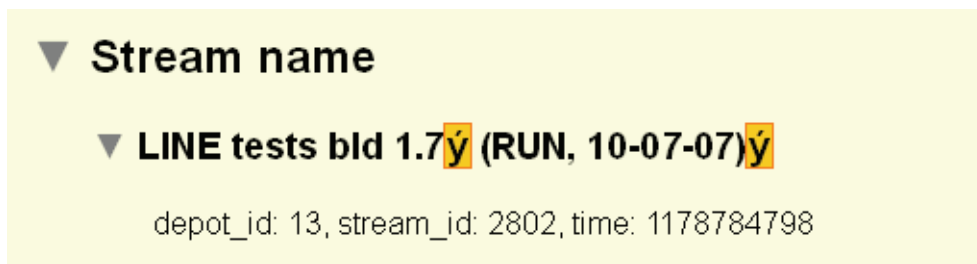 Stream name
LINE tests bld 1.7ý (RUN, 10-07-07)ý
depot_id: 13, stream_id: 2802, time: 1178784798